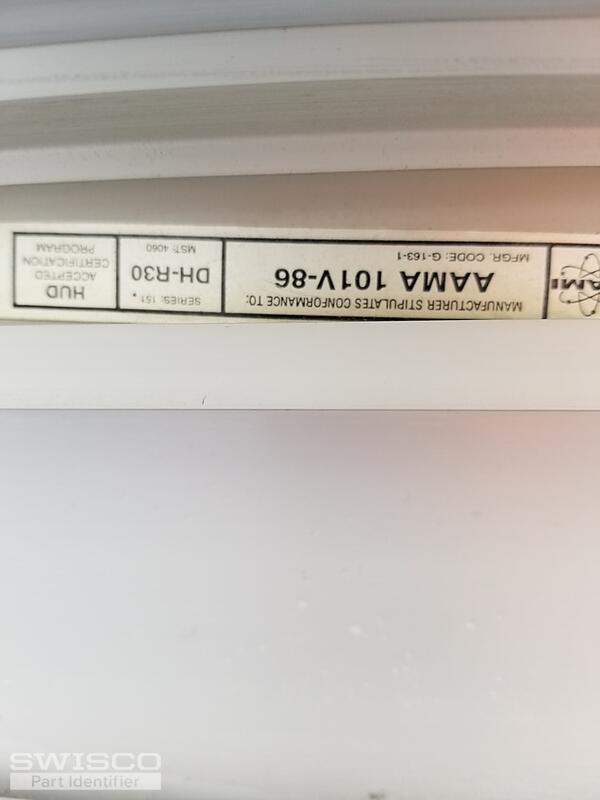 AMI
MANUFACTURER STIPULATES CONFORMANCE TO:
AAMA 101V-86
MFGR. CODE: G-163-1
SERIES: 151 *
DH-R30
MST: 4060
HUD
ACCEPTED
CERTIFICATION
PROGRAM
SWISCO
Part Identifier